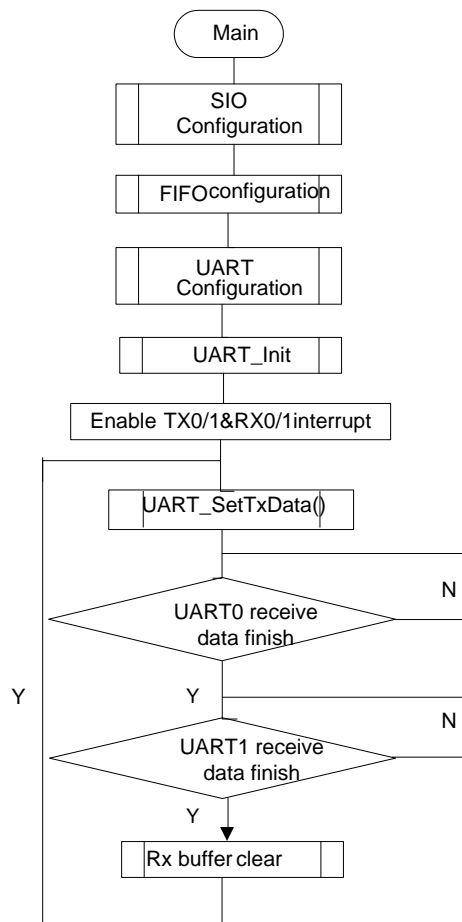 Main
SIO
Configuration
FIFOconfiguration
UART
Configuration
UART_Init
Enable TX0/1&RX0/1interrupt
UART_SetTxData()
N
UART0 receive
data finish
Y
Y
N
UART1 receive
data finish
Y
Rx buffer clear